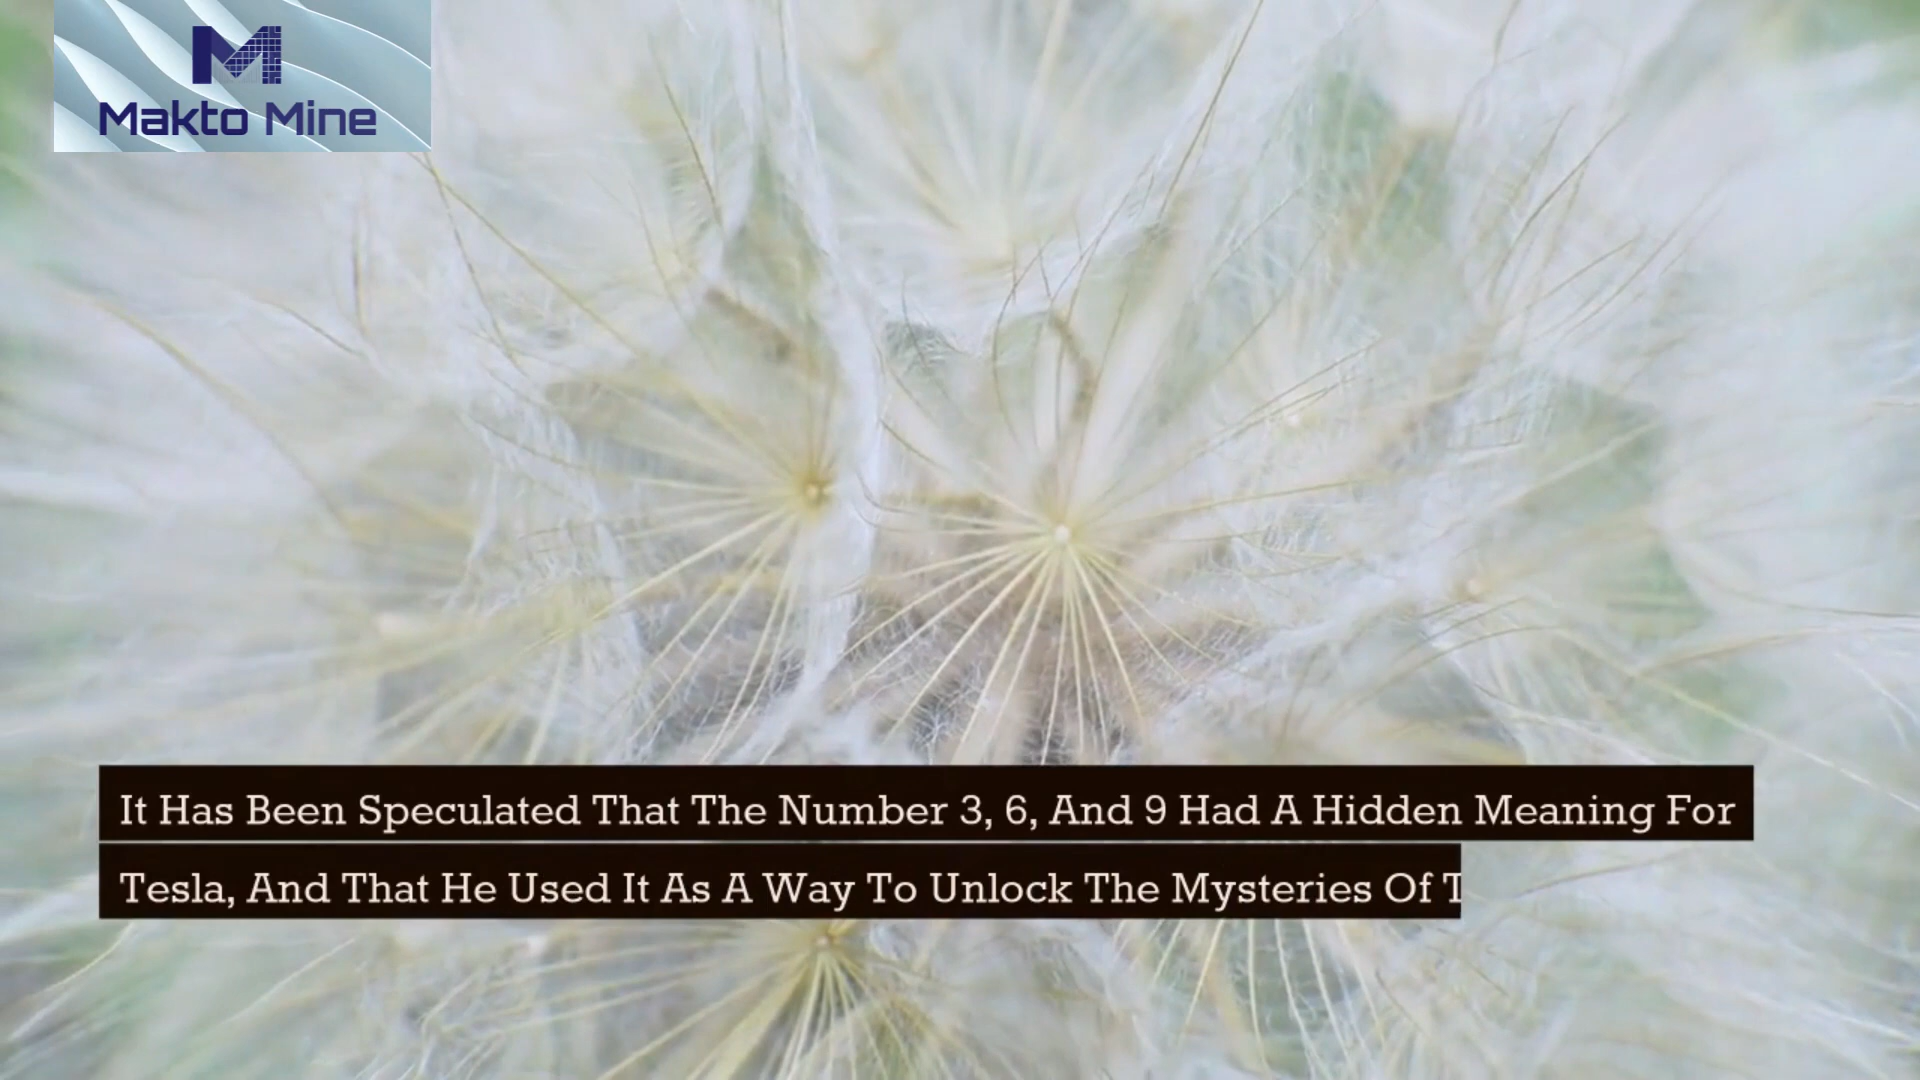 M
Makto Mine
It Has Been Speculated That The Number 3, 6, And 9 Had A Hidden Meaning For
Tesla, And That He Used It As A Way To Unlock The Mysteries Of T